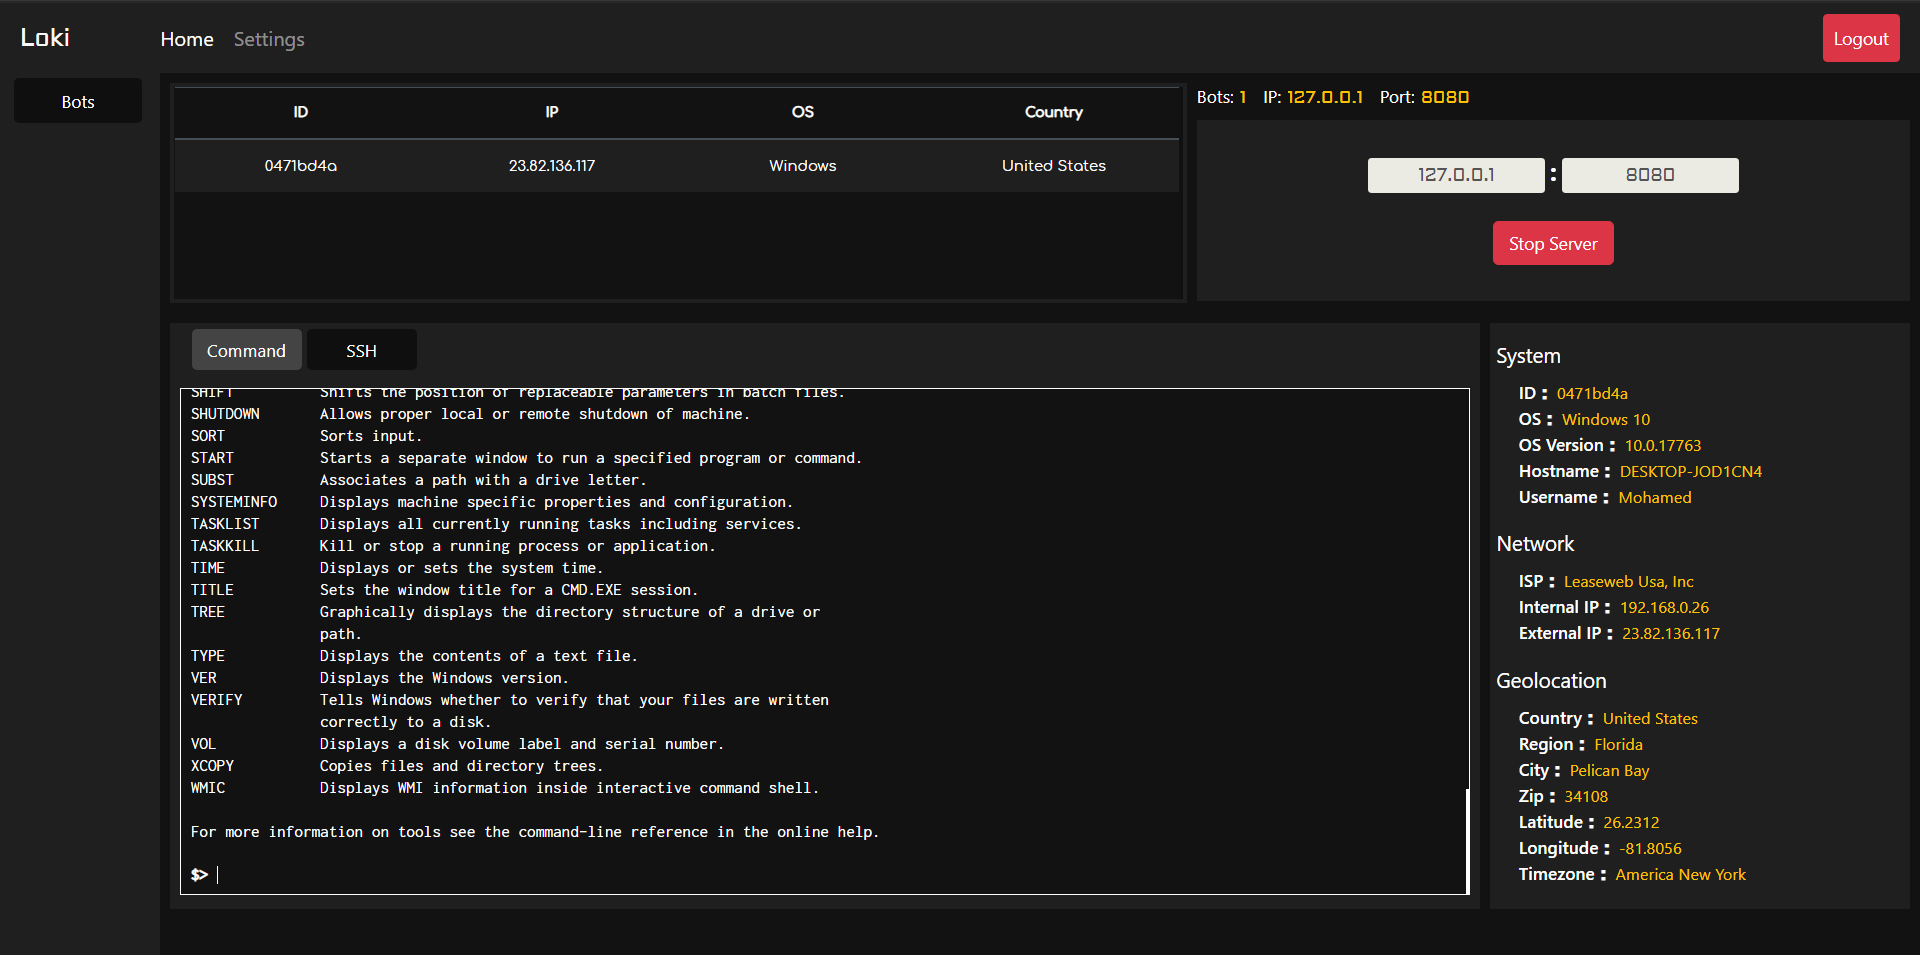 Loki
Home Settings
Logout
Bots
ID IP OS Country
0471bd4a 23.82.136.117 Windows United States
Bots: 1 IP: 127.0.0.1 Port: 8080
127.0.0.1 : 8080
Stop Server
Command SSH
SHIFT Shifts the position of replaceable parameters in batch files.
SHUTDOWN Allows proper local or remote shutdown of machine.
SORT Sorts input.
START Starts a separate window to run a specified program or command.
SUBST Associates a path with a drive letter.
SYSTEMINFO Displays machine specific properties and configuration.
TASKLIST Displays all currently running tasks including services.
TASKKILL Kill or stop a running process or application.
TIME Displays or sets the system time.
TITLE Sets the window title for a CMD.EXE session.
TREE Graphically displays the directory structure of a drive or
path.
TYPE Displays the contents of a text file.
VER Displays the Windows version.
VERIFY Tells Windows whether to verify that your files are written
correctly to a disk.
VOL Displays a disk volume label and serial number.
XCOPY Copies files and directory trees.
WMIC Displays WMI information inside interactive command shell.
For more information on tools see the command-line reference in the online help.
$>
System
ID : 0471bd4a
OS : Windows 10
OS Version : 10.0.17763
Hostname : DESKTOP-JOD1CN4
Username : Mohamed
Network
ISP : Leaseweb Usa, Inc
Internal IP : 192.168.0.26
External IP : 23.82.136.117
Geolocation
Country : United States
Region : Florida
City : Pelican Bay
Zip : 34108
Latitude : 26.2312
Longitude : -81.8056
Timezone : America New York